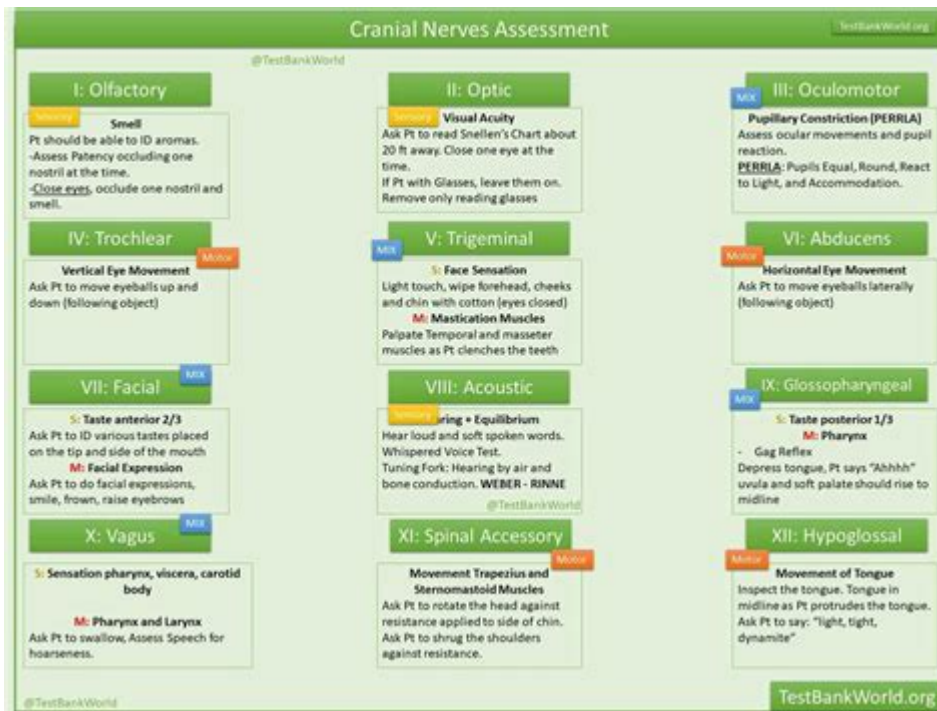 Cranial Nerves Assessment
TestBankWorld.org
@TestBankWorld
I: Olfactory
Sensory
Smell
Pt should be able to ID aromas.
-Assess Patency occluding one
nostril at the time.
-Close eyes, occlude one nostril and
smell.
II: Optic
Sensory
Visual Acuity
Ask Pt to read Snellen's Chart about
20 ft away. Close one eye at the
time.
If Pt with Glasses, leave them on.
Remove only reading glasses
III: Oculomotor
MIX
Pupillary Constriction (PERRLA)
Assess ocular movements and pupil
reaction.
PERRLA: Pupils Equal, Round, React
to Light, and Accommodation.
IV: Trochlear
Motor
Vertical Eye Movement
Ask Pt to move eyeballs up and
down (following object)
V: Trigeminal
MIX
S: Face Sensation
Light touch, wipe forehead, cheeks
and chin with cotton (eyes closed)
M: Mastication Muscles
Palpate Temporal and masseter
muscles as Pt clenches the teeth
VI: Abducens
Motor
Horizontal Eye Movement
Ask Pt to move eyeballs laterally
(following object)
VII: Facial
MIX
S: Taste anterior 2/3
Ask Pt to ID various tastes placed
on the tip and side of the mouth
M: Facial Expression
Ask Pt to do facial expressions,
smile, frown, raise eyebrows
VIII: Acoustic
Sensory
ring + Equilibrium
Hear loud and soft spoken words.
Whispered Voice Test.
Tuning Fork: Hearing by air and
bone conduction. WEBER - RINNE
@TestBankWorld
IX: Glossopharyngeal
MIX
S: Taste posterior 1/3
M: Pharynx
- Gag Reflex
Depress tongue, Pt says "Ahhhh"
uvula and soft palate should rise to
midline
X: Vagus
MIX
S: Sensation pharynx, viscera, carotid
body
M: Pharynx and Larynx
Ask Pt to swallow, Assess Speech for
hoarseness.
XI: Spinal Accessory
Motor
Movement Trapezius and
Sternomastoid Muscles
Ask Pt to rotate the head against
resistance applied to side of chin.
Ask Pt to shrug the shoulders
against resistance.
XII: Hypoglossal
Motor
Movement of Tongue
Inspect the tongue. Tongue in
midline as Pt protrudes the tongue.
Ask Pt to say: "light, tight,
dynamite"
@TestBankWorld
TestBankWorld.org